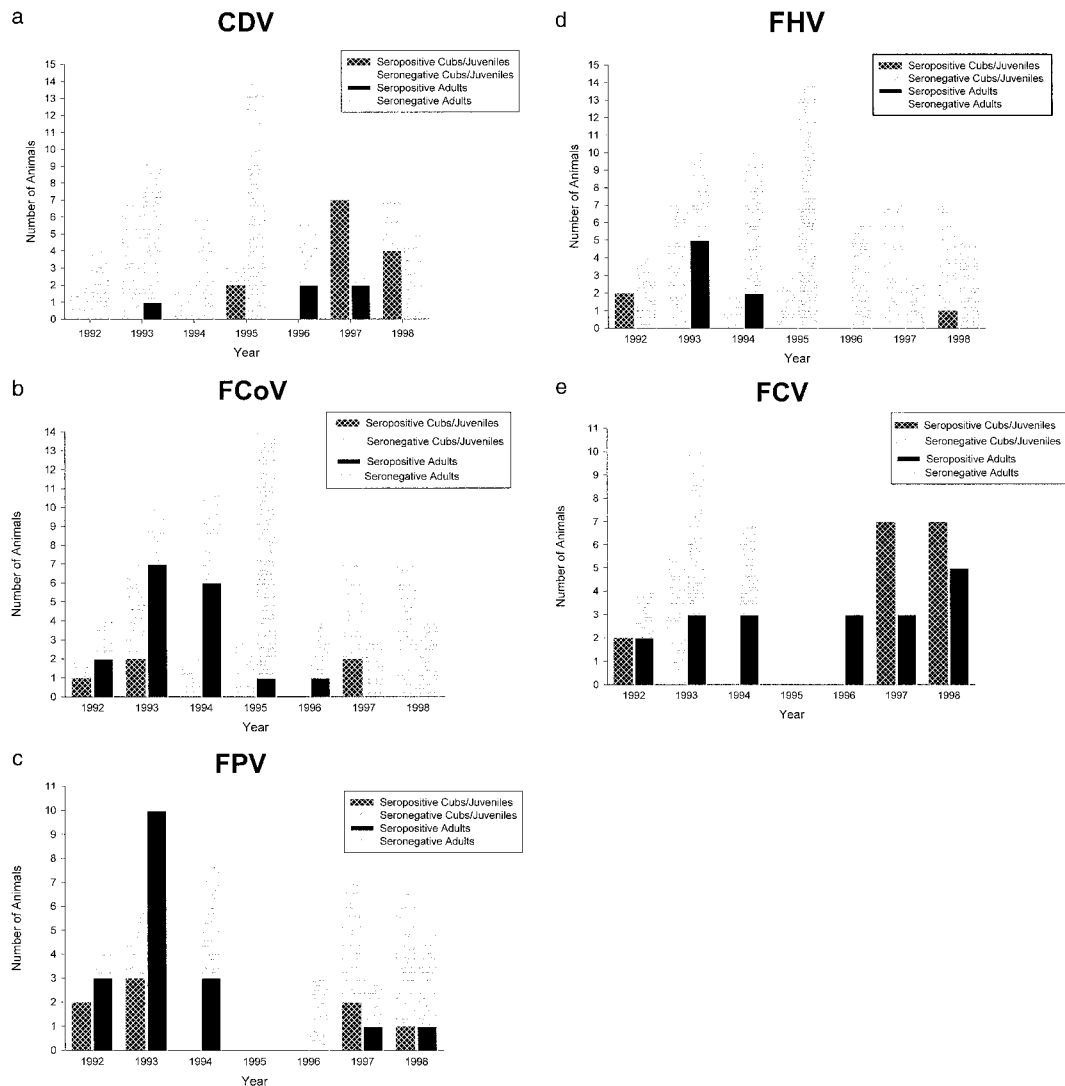 a
CDV
Seropositive Cubs/Juveniles
Seronegative Cubs/Juveniles
Seropositive Adults
Seronegative Adults
15
14
13
12
11
10
9
8
7
6
5
4
3
2
1
0
Number of Animals
1992 1993 1994 1995 1996 1997 1998
Year
b
FCoV
Seropositive Cubs/Juveniles
Seronegative Cubs/Juveniles
Seropositive Adults
Seronegative Adults
14
13
12
11
10
9
8
7
6
5
4
3
2
1
0
Number of Animals
1992 1993 1994 1995 1996 1997 1998
Year
c
FPV
Seropositive Cubs/Juveniles
Seronegative Cubs/Juveniles
Seropositive Adults
Seronegative Adults
11
10
9
8
7
6
5
4
3
2
1
0
Number of Animals
1992 1993 1994 1995 1996 1997 1998
Year
d
FHV
Seropositive Cubs/Juveniles
Seronegative Cubs/Juveniles
Seropositive Adults
Seronegative Adults
15
14
13
12
11
10
9
8
7
6
5
4
3
2
1
0
Number of Animals
1992 1993 1994 1995 1996 1997 1998
Year
e
FCV
Seropositive Cubs/Juveniles
Seronegative Cubs/Juveniles
Seropositive Adults
Seronegative Adults
11
10
9
8
7
6
5
4
3
2
1
0
Number of Animals
1992 1993 1994 1995 1996 1997 1998
Year